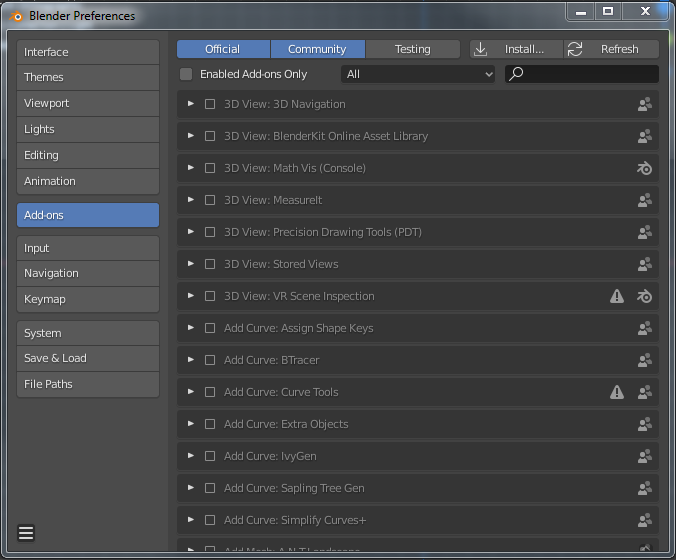 Blender Preferences
Interface
Themes
Viewport
Lights
Editing
Animation
Add-ons
Input
Navigation
Keymap
System
Save & Load
File Paths
Official Community Testing Install... Refresh
Enabled Add-ons Only All
3D View: 3D Navigation
3D View: BlenderKit Online Asset Library
3D View: Math Vis (Console)
3D View: MeasureIt
3D View: Precision Drawing Tools (PDT)
3D View: Stored Views
3D View: VR Scene Inspection
Add Curve: Assign Shape Keys
Add Curve: BTracer
Add Curve: Curve Tools
Add Curve: Extra Objects
Add Curve: IvyGen
Add Curve: Sapling Tree Gen
Add Curve: Simplify Curves+
Add Mesh: A.N.T.Landscape